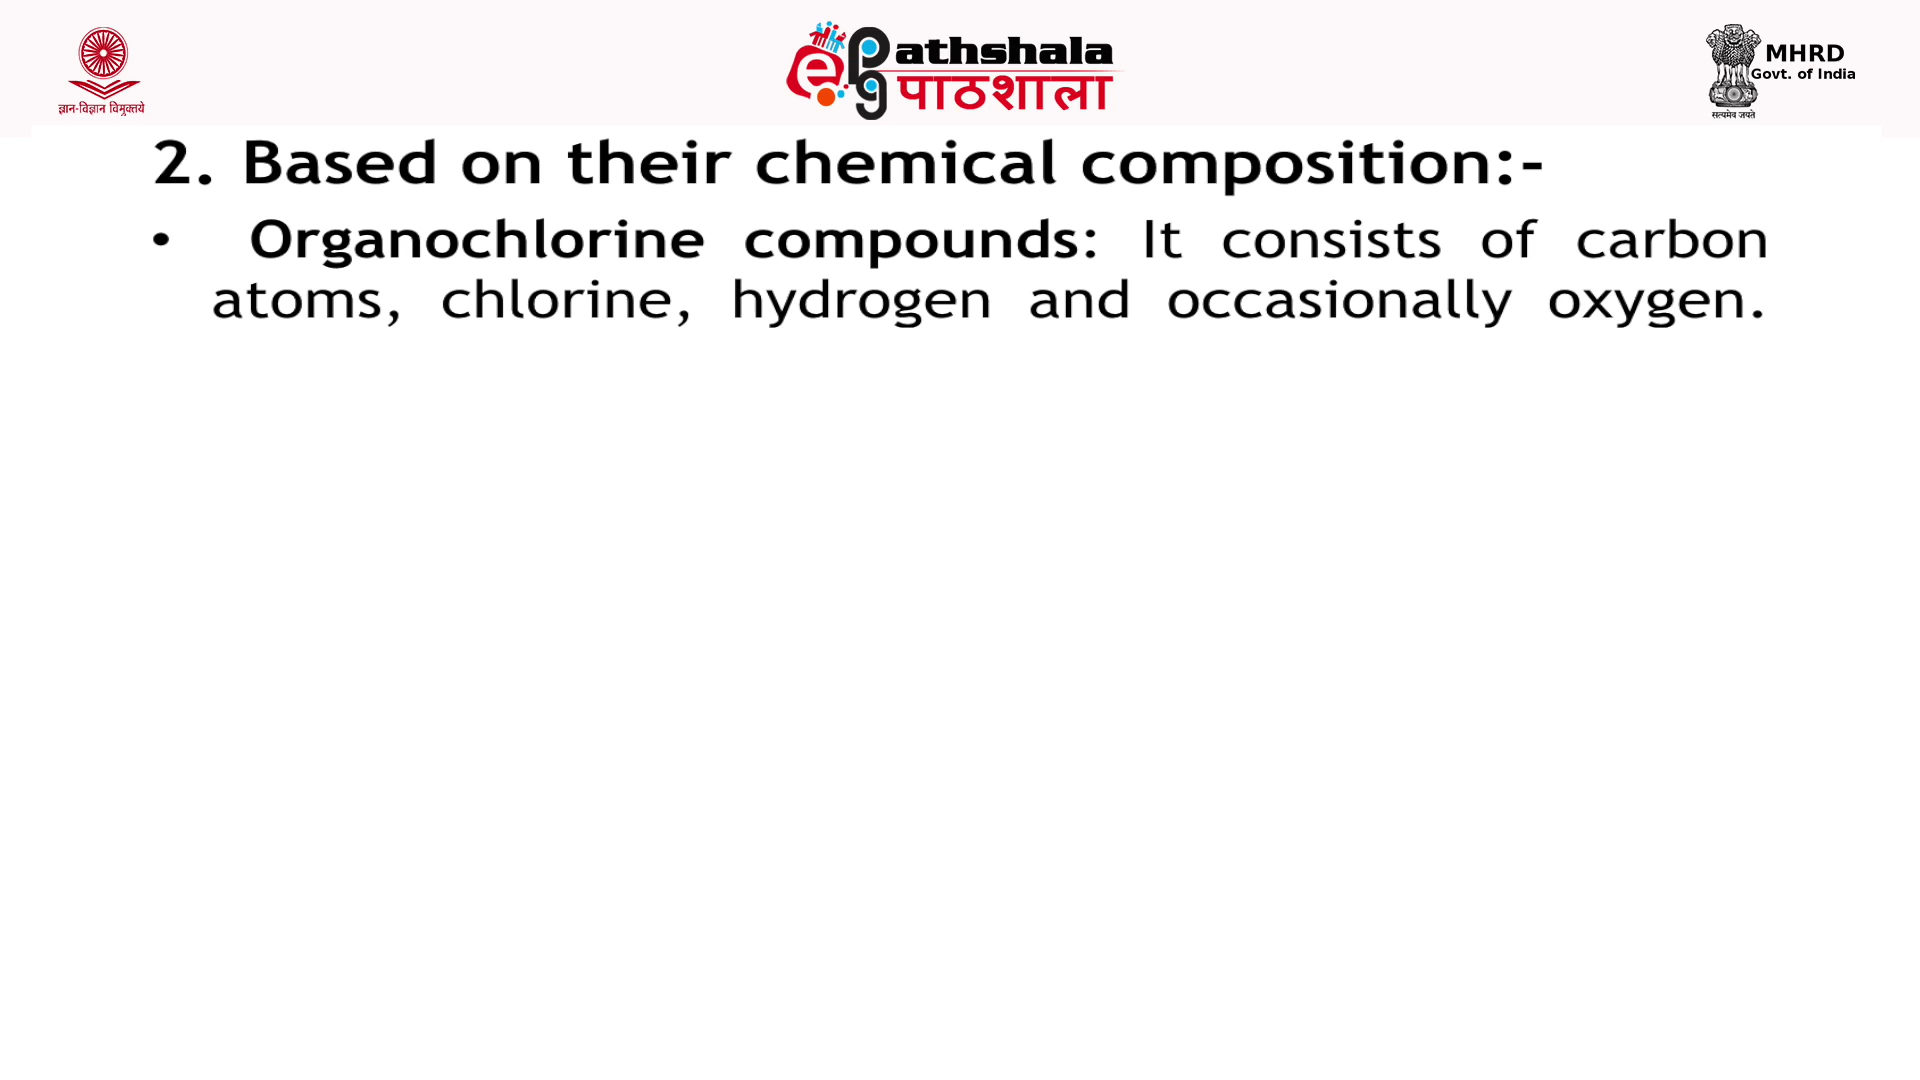 ज्ञान-विज्ञान विमुक्तये
ePathshala
पाठशाला
MHRD
Govt. of India
सत्यमेव जयते
2. Based on their chemical composition:-
• Organochlorine compounds: It consists of carbon
atoms, chlorine, hydrogen and occasionally oxygen.